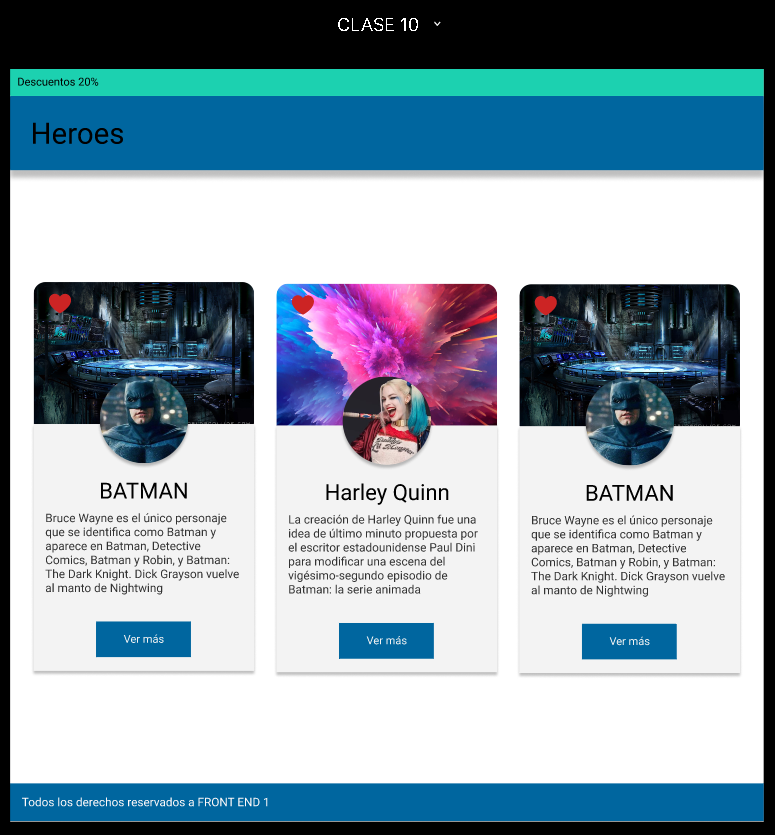 CLASE 10
Descuentos 20%
Heroes
BATMAN
Bruce Wayne es el único personaje
que se identifica como Batman y
aparece en Batman, Detective
Comics, Batman y Robin, y Batman:
The Dark Knight. Dick Grayson vuelve
al manto de Nightwing
Ver más
Harley Quinn
La creación de Harley Quinn fue una
idea de último minuto propuesta por
el escritor estadounidense Paul Dini
para modificar una escena del
vigésimo-segundo episodio de
Batman: la serie animada
Ver más
BATMAN
Bruce Wayne es el único personaje
que se identifica como Batman y
aparece en Batman, Detective
Comics, Batman y Robin, y Batman:
The Dark Knight. Dick Grayson vuelve
al manto de Nightwing
Ver más
Todos los derechos reservados a FRONT END 1